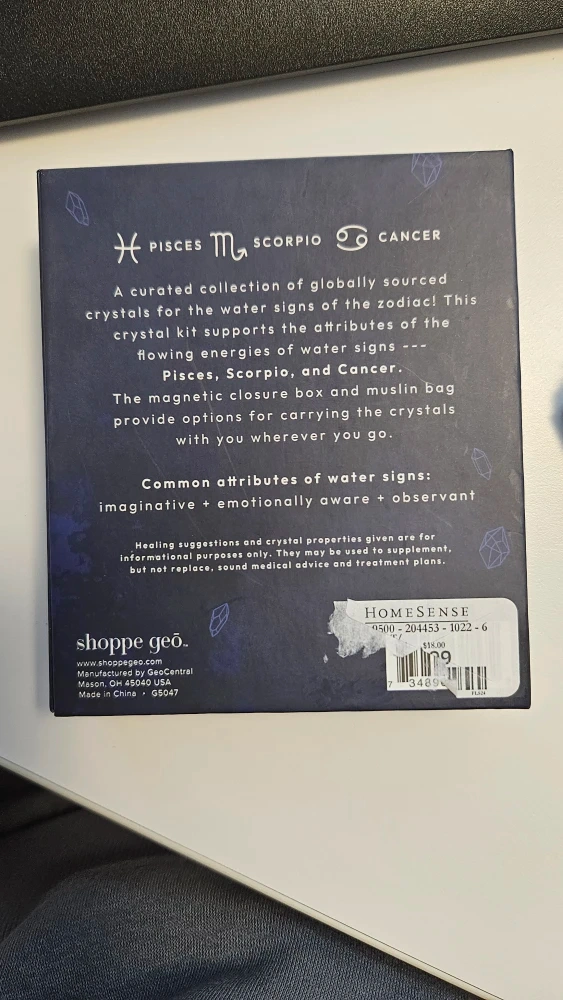 PISCES SCORPIO CANCER
A curated collection of globally sourced
crystals for the water signs of the zodiac! This
crystal kit supports the attributes of the
flowing energies of water signs ---
Pisces, Scorpio, and Cancer.
The magnetic closure box and muslin bag
provide options for carrying the crystals
with you wherever you go.
Common attributes of water signs:
imaginative + emotionally aware + observant
Healing suggestions and crystal properties given are for
informational purposes only. They may be used to supplement,
but not replace, sound medical advice and treatment plans.
shoppe geō™
www.shoppegeo.com
Manufactured by GeoCentral
Mason, OH 45040 USA
Made in China • G5047
HOMESENSE
9500 - 204453 - 1022 - 6
$18.00